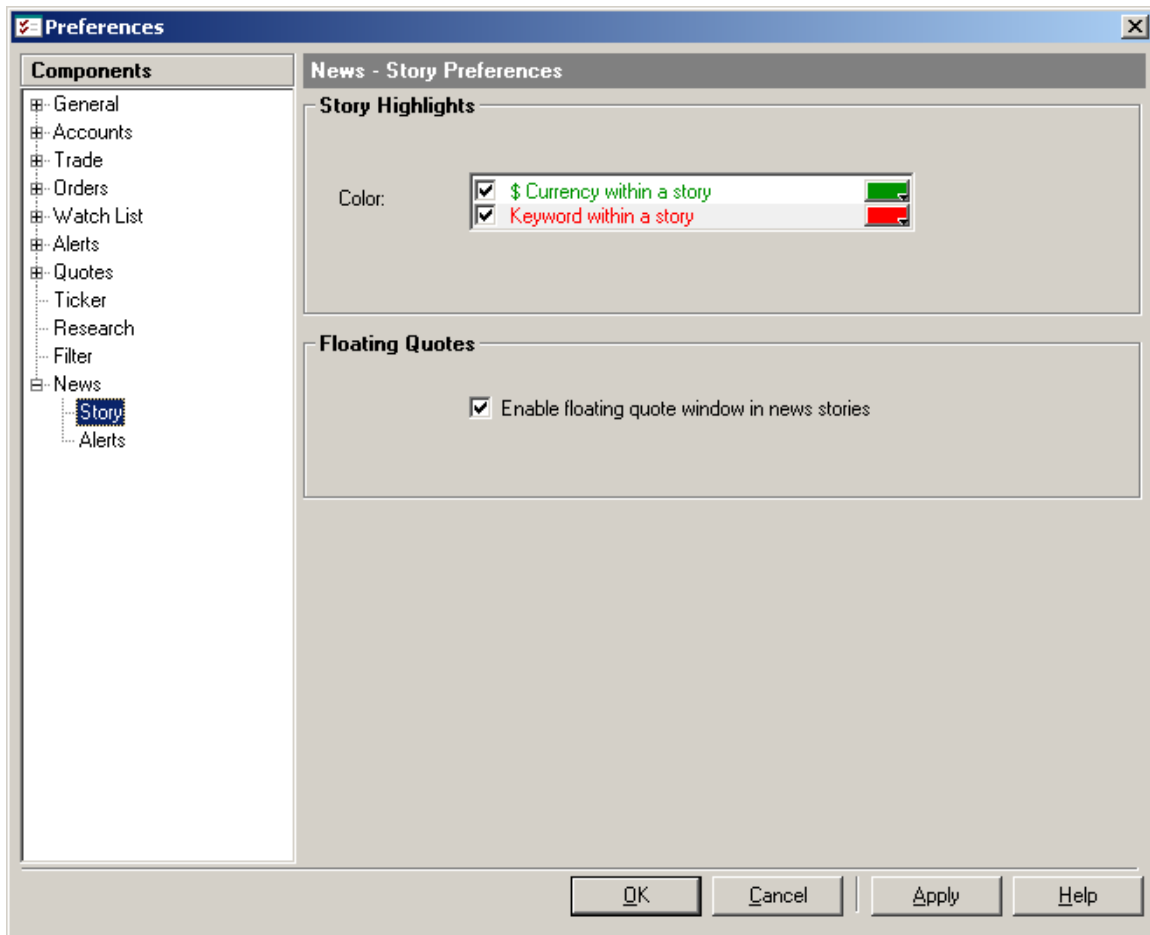 Preferences
Components
General
Accounts
Trade
Orders
Watch List
Alerts
Quotes
Ticker
Research
Filter
News
Story
Alerts
News - Story Preferences
Story Highlights
Color:
$ Currency within a story
Keyword within a story
Floating Quotes
Enable floating quote window in news stories
OK Cancel Apply Help